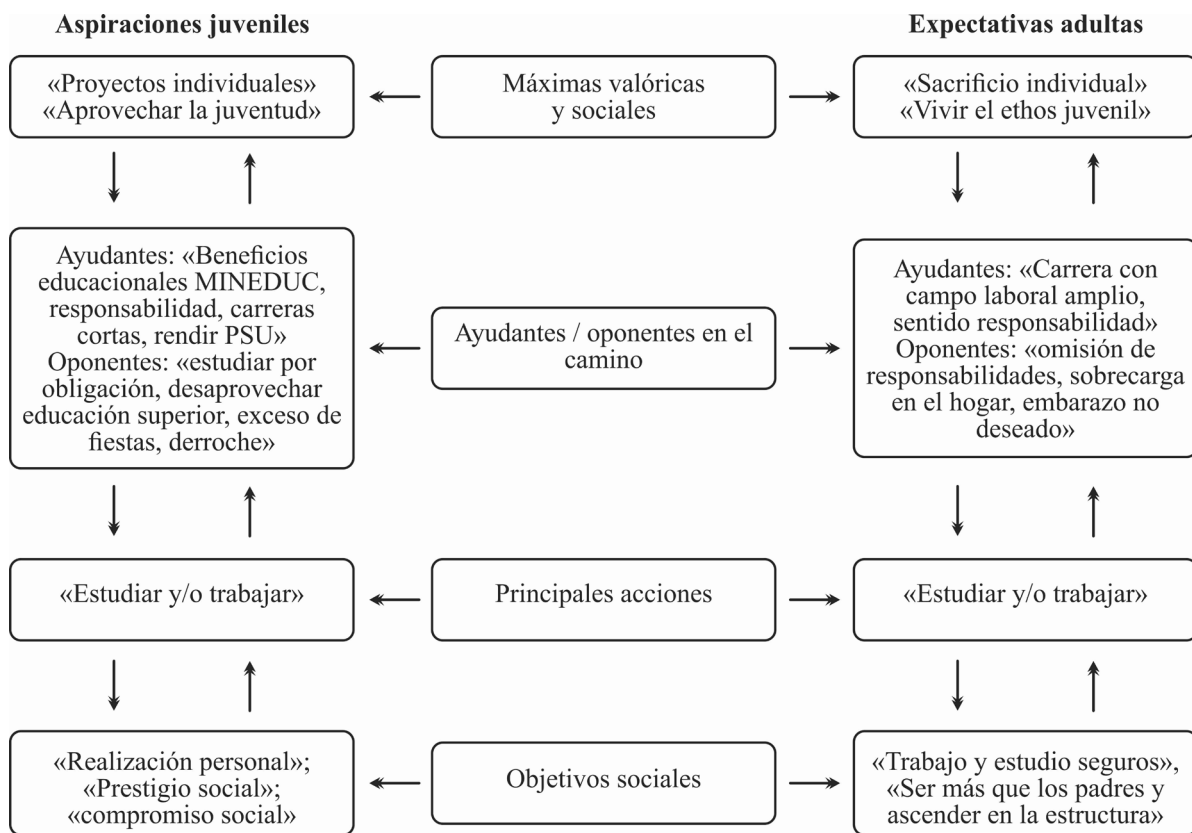 Aspiraciones juveniles
Expectativas adultas
«Proyectos individuales»
«Aprovechar la juventud»
Máximas valóricas
y sociales
«Sacrificio individual»
«Vivir el ethos juvenil»
Ayudantes: «Beneficios
educacionales MINEDUC,
responsabilidad, carreras
cortas, rendir PSU»
Oponentes: «estudiar por
obligación, desaprovechar
educación superior, exceso de
fiestas, derroche»
Ayudantes / oponentes en el
camino
Ayudantes: «Carrera con
campo laboral amplio,
sentido responsabilidad»
Oponentes: «omisión de
responsabilidades, sobrecarga
en el hogar, embarazo no
deseado»
«Estudiar y/o trabajar»
Principales acciones
«Estudiar y/o trabajar»
«Realización personal»;
«Prestigio social»;
«compromiso social»
Objetivos sociales
«Trabajo y estudio seguros»,
«Ser más que los padres y
ascender en la estructura»